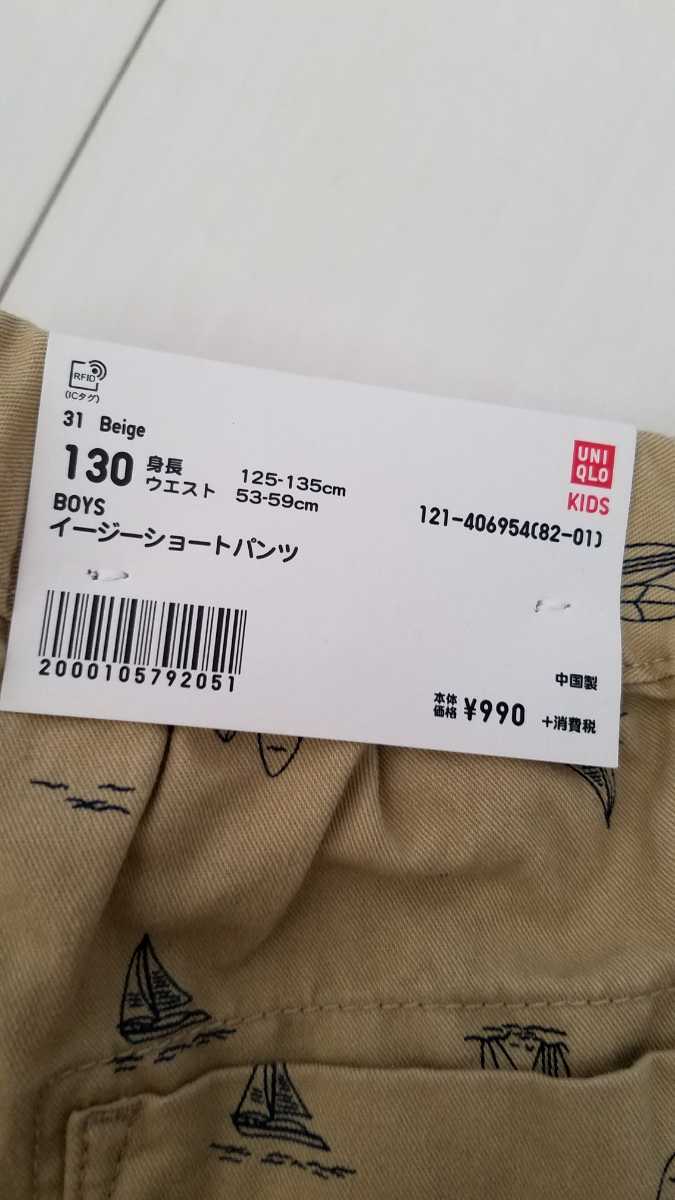 RFID
(ICタグ)
31 Beige
130 身長 125-135cm
ウエスト 53-59cm
BOYS
イージーショートパンツ
UNI
QLO
KIDS
121-406954(82-01)
2000105792051
中国製
本体
価格 ¥990 +消費税